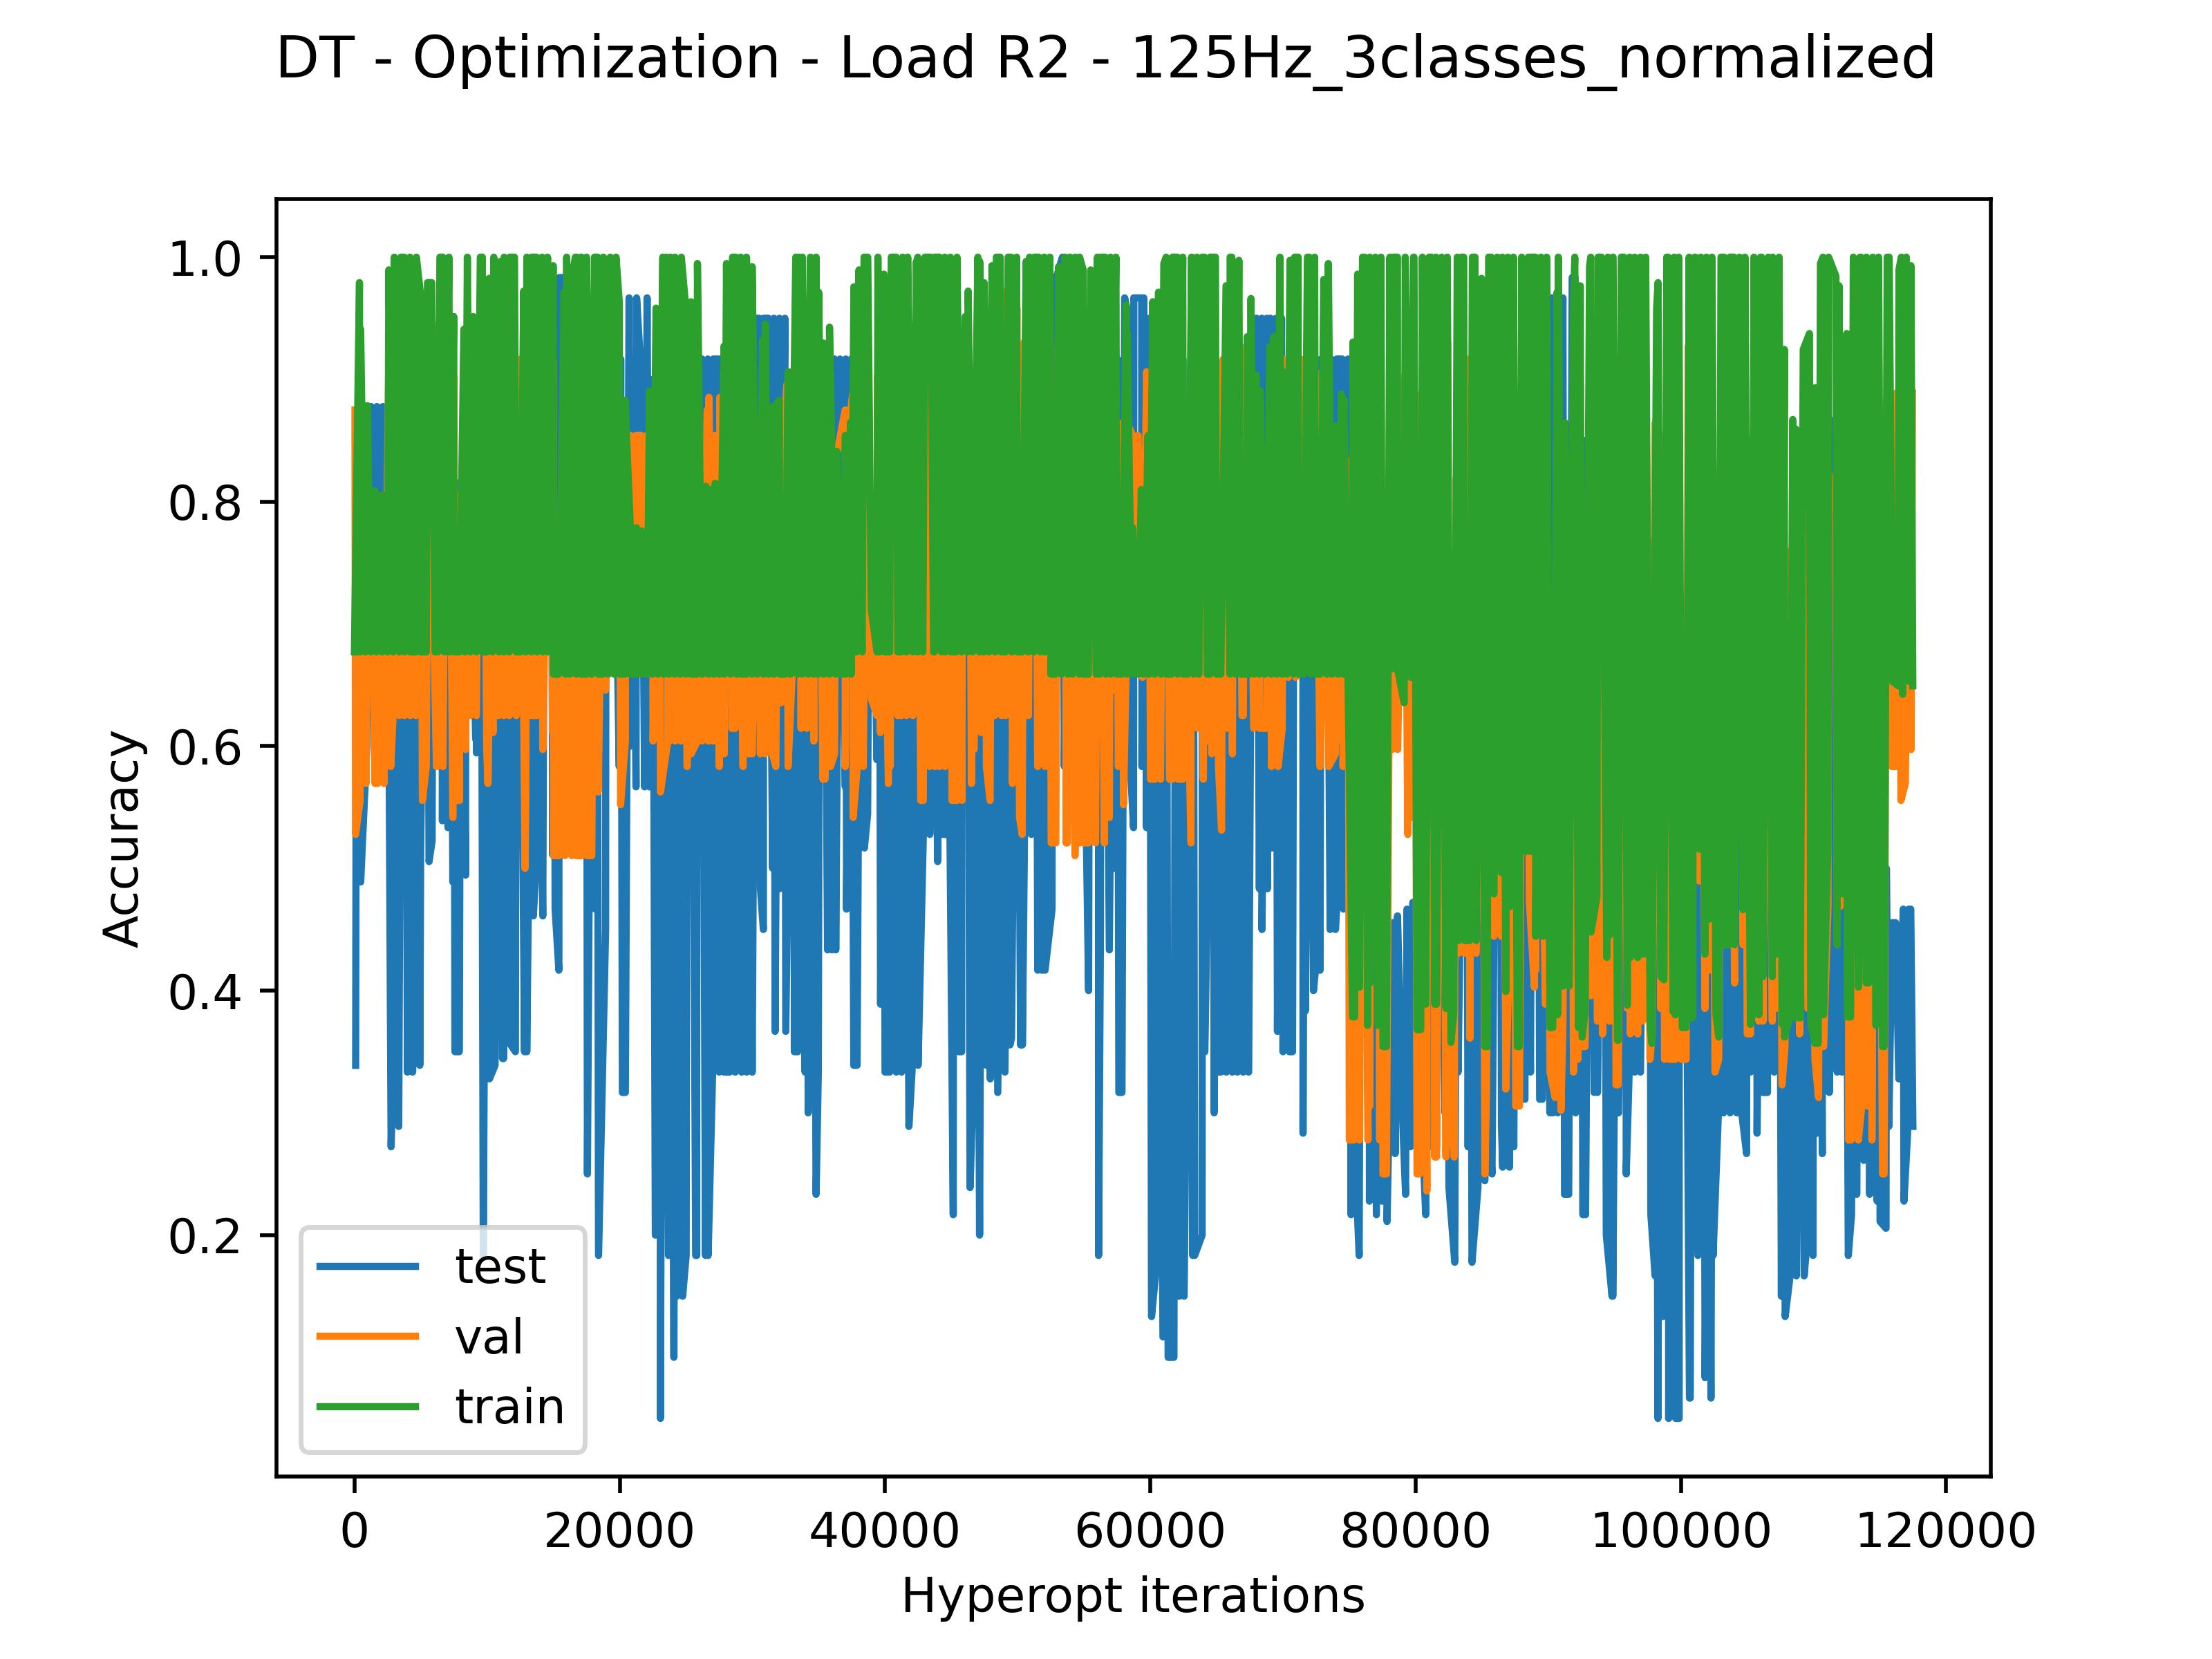 DT - Optimization - Load R2 - 125Hz_3classes_normalized
1.0
0.8
0.6
0.4
0.2
Accuracy
test
val
train
0 20000 40000 60000 80000 100000 120000
Hyperopt iterations